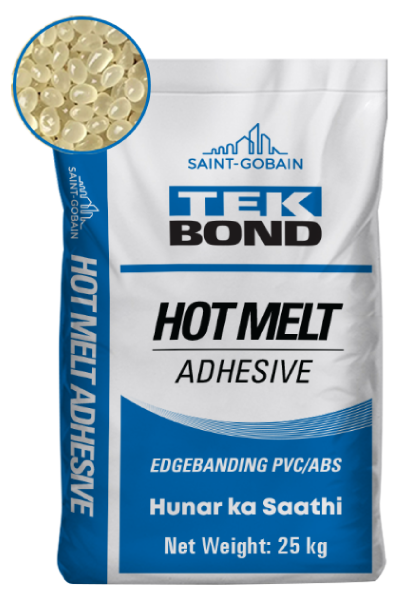 SAINT-GOBAIN
TEK
BOND
HOT MELT
ADHESIVE
EDGEBANDING PVC/ABS
Hunar ka Saathi
Net Weight: 25 kg
SAINT-GOBAIN
HOT MELT ADHESIVE